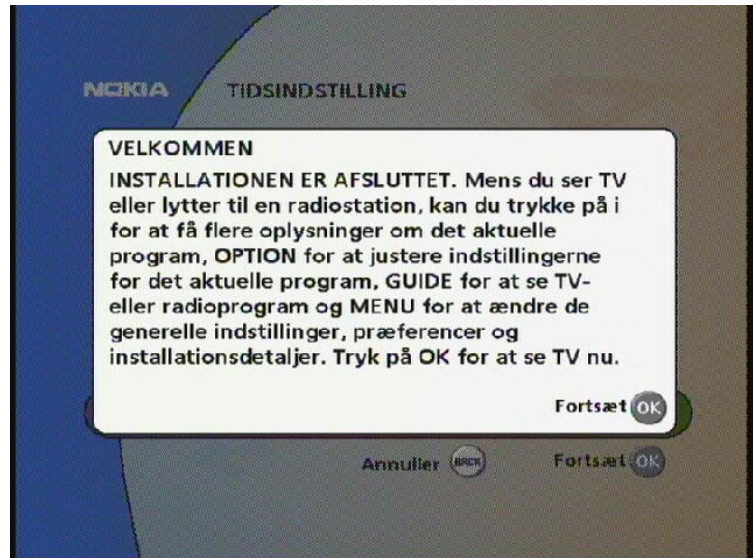 NOKIA TIDSINDSTILLING
VELKOMMEN
INSTALLATIONEN ER AFSLUTTET. Mens du ser TV
eller lytter til en radiostation, kan du trykke på i
for at få flere oplysninger om det aktuelle
program, OPTION for at justere indstillingerne
for det aktuelle program, GUIDE for at se TV-
eller radioprogram og MENU for at ændre de
generelle indstillinger, præferencer og
installationsdetaljer. Tryk på OK for at se TV nu.
Fortsæt OK
Annuller BACK Fortsæt OK